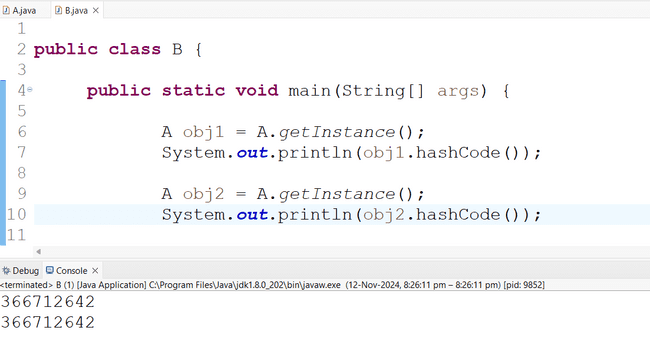 A.java B.java
1
2 public class B {
3
4 public static void main(String[] args) {
5
6 A obj1 = A.getInstance();
7 System.out.println(obj1.hashCode());
8
9 A obj2 = A.getInstance();
10 System.out.println(obj2.hashCode());
11
Debug Console
<terminated> B (1) [Java Application] C:\Program Files\Java\jdk1.8.0_202\bin\javaw.exe (12-Nov-2024, 8:26:11 pm – 8:26:11 pm) [pid: 9852]
366712642
366712642